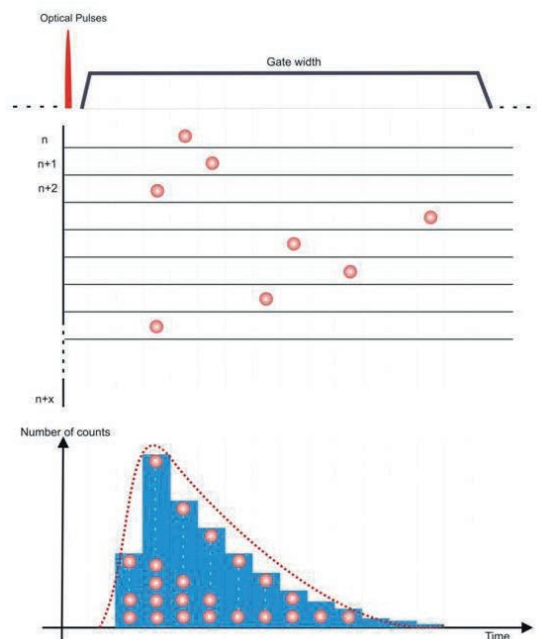 Optical Pulses
Gate width
n
n+1
n+2
n+x
Number of counts
Time